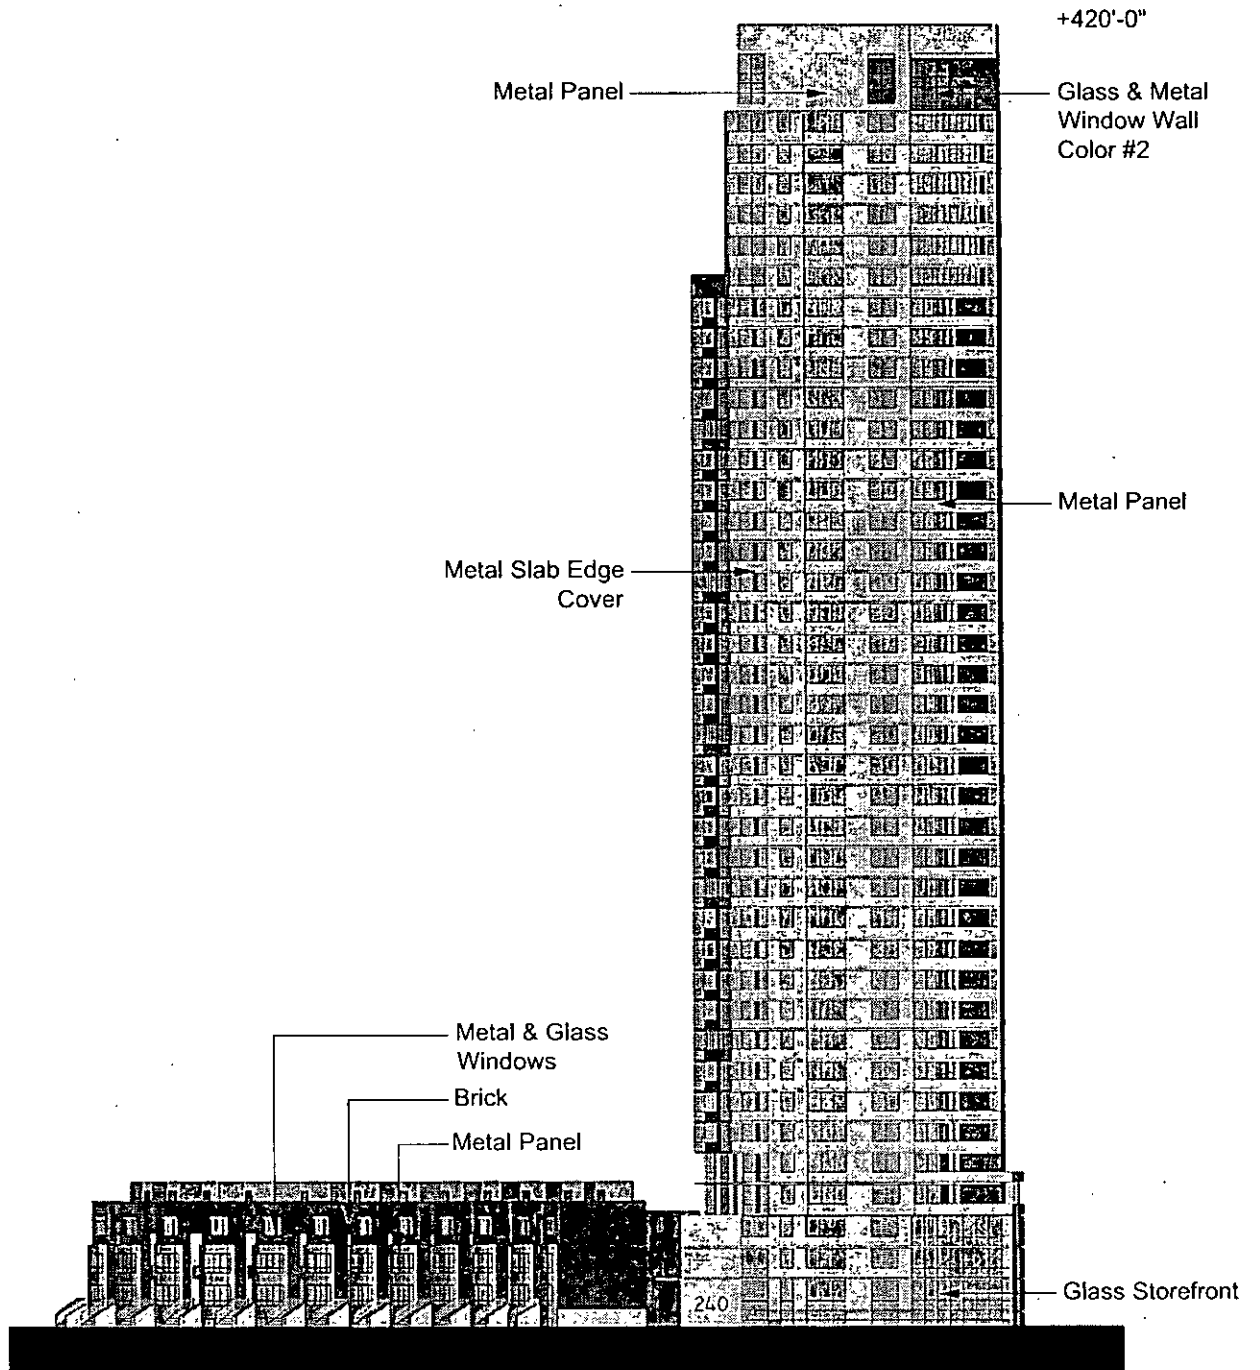 +420'-0"
Metal Panel
Glass & Metal
Window Wall
Color #2
Metal Panel
Metal Slab Edge
Cover
Metal & Glass
Windows
Brick
Metal Panel
Glass Storefront
240